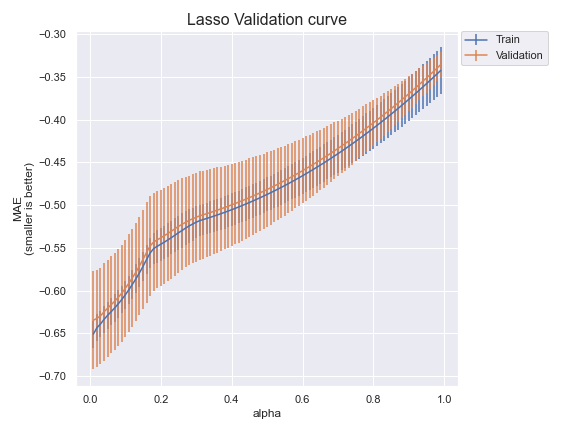 Lasso Validation curve
Train
Validation
−0.30
−0.35
−0.40
−0.45
−0.50
−0.55
−0.60
−0.65
−0.70
MAE
(smaller is better)
0.0 0.2 0.4 0.6 0.8 1.0
alpha